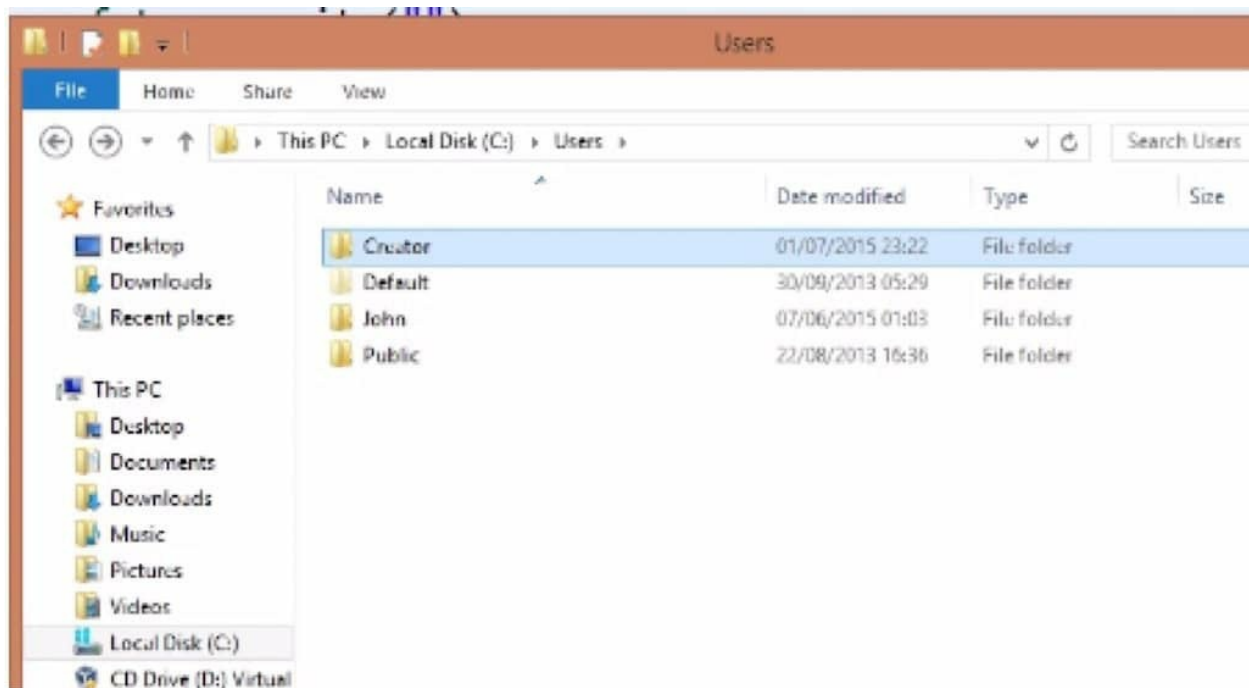 Users
File Home Share View
This PC Local Disk (C:) Users Search Users
Name Date modified Type Size
Favorites
Desktop
Downloads
Recent places
This PC
Desktop
Documents
Downloads
Music
Pictures
Videos
Local Disk (C:)
CD Drive (D:) Virtual
Creator 01/07/2015 23:22 File folder
Default 30/09/2013 05:29 File folder
John 07/06/2015 01:03 File folder
Public 22/08/2013 16:36 File folder